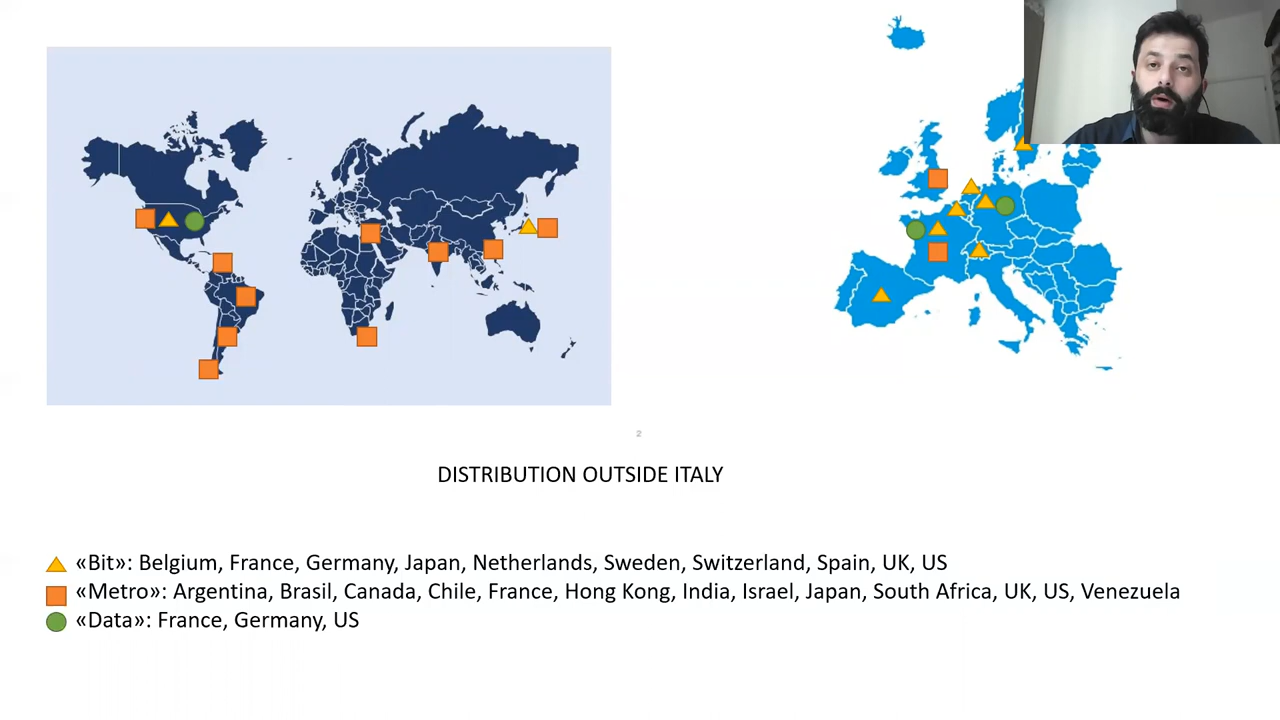 2
DISTRIBUTION OUTSIDE ITALY
«Bit»: Belgium, France, Germany, Japan, Netherlands, Sweden, Switzerland, Spain, UK, US
«Metro»: Argentina, Brasil, Canada, Chile, France, Hong Kong, India, Israel, Japan, South Africa, UK, US, Venezuela
«Data»: France, Germany, US